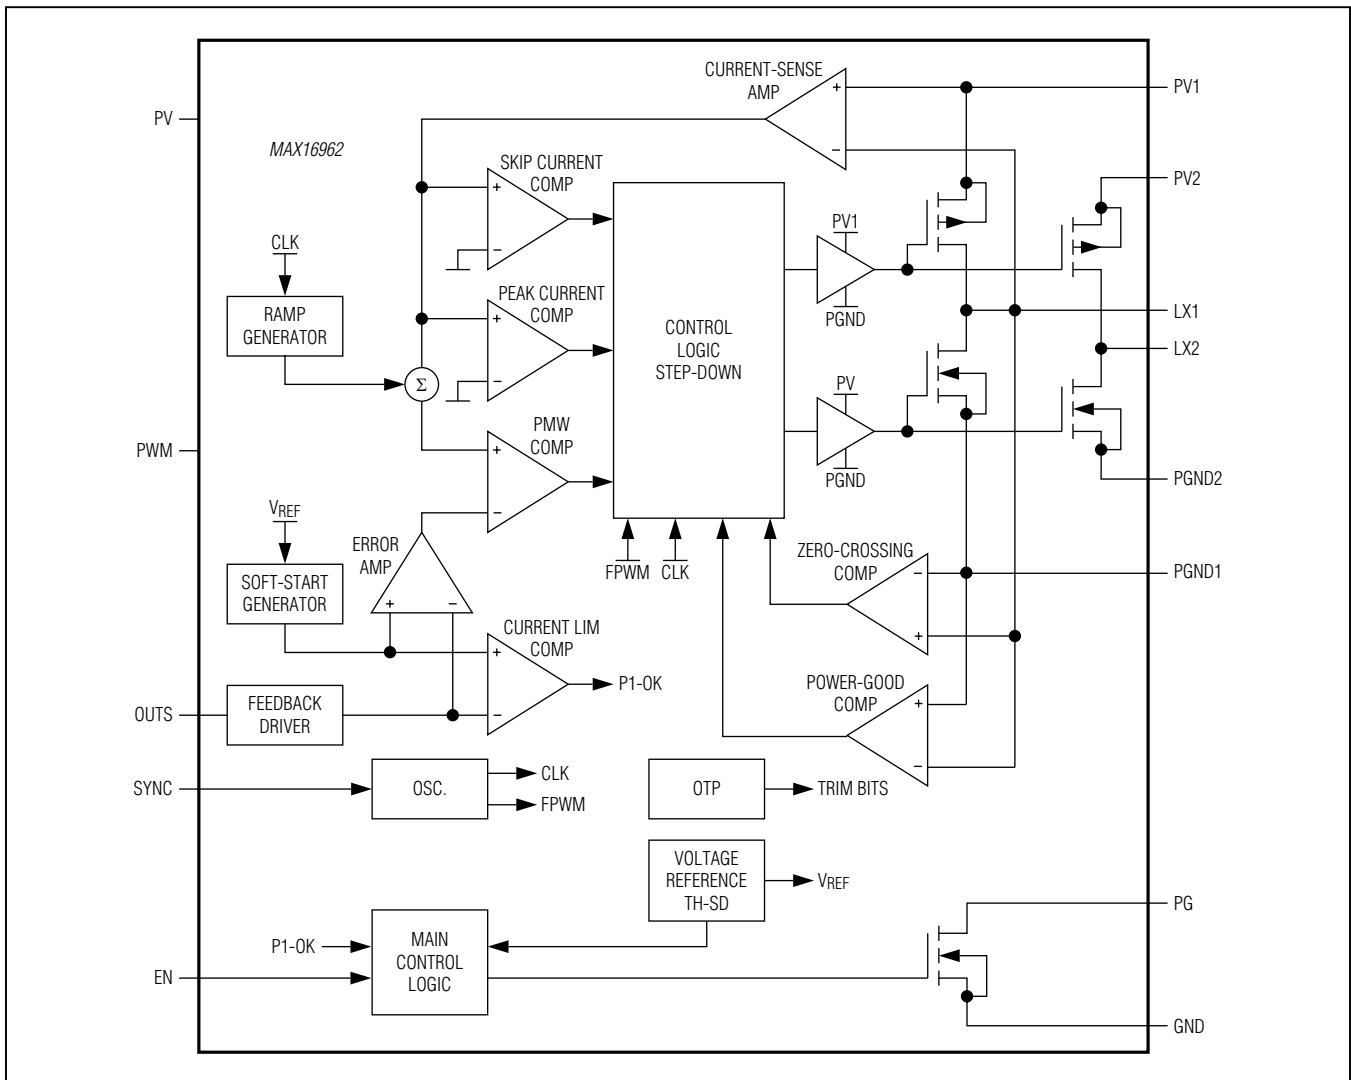 CURRENT-SENSE
AMP
PV1
PV
MAX16962
SKIP CURRENT
COMP
PV2
PV1
CLK
RAMP
GENERATOR
PEAK CURRENT
COMP
PGND
CONTROL
LOGIC
STEP-DOWN
LX1
LX2
Σ
PV
PMW
COMP
PWM
PGND
PGND2
VREF
ERROR
AMP
FPWM
CLK
ZERO-CROSSING
COMP
PGND1
SOFT-START
GENERATOR
CURRENT LIM
COMP
P1-OK
POWER-GOOD
COMP
OUTS
FEEDBACK
DRIVER
SYNC
OSC.
CLK
FPWM
OTP
TRIM BITS
VOLTAGE
REFERENCE
TH-SD
VREF
PG
P1-OK
MAIN
CONTROL
LOGIC
EN
GND